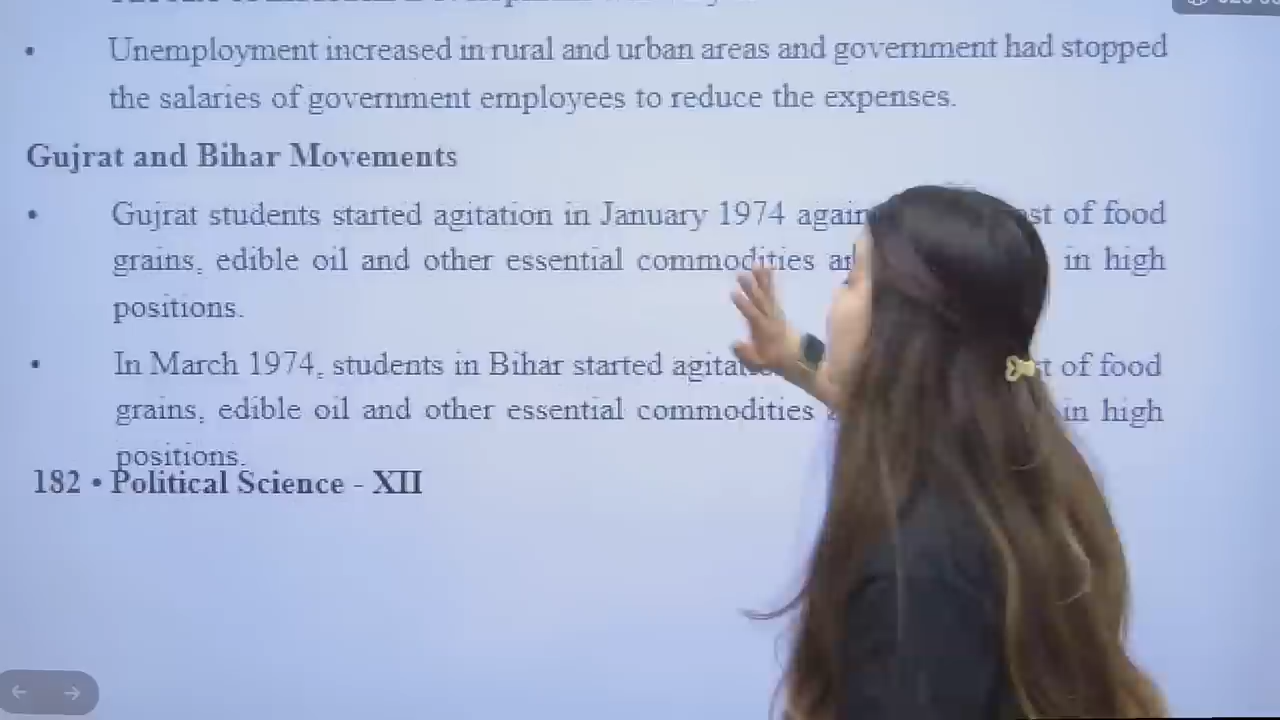 • Unemployment increased in rural and urban areas and government had stopped
the salaries of government employees to reduce the expenses.
Gujrat and Bihar Movements
• Gujrat students started agitation in January 1974 of food
grains, edible oil and other essential commodities in high
positions.
• In March 1974, students in Bihar started of food
grains, edible oil and other essential commodities in high
positions.
182 • Political Science - XII